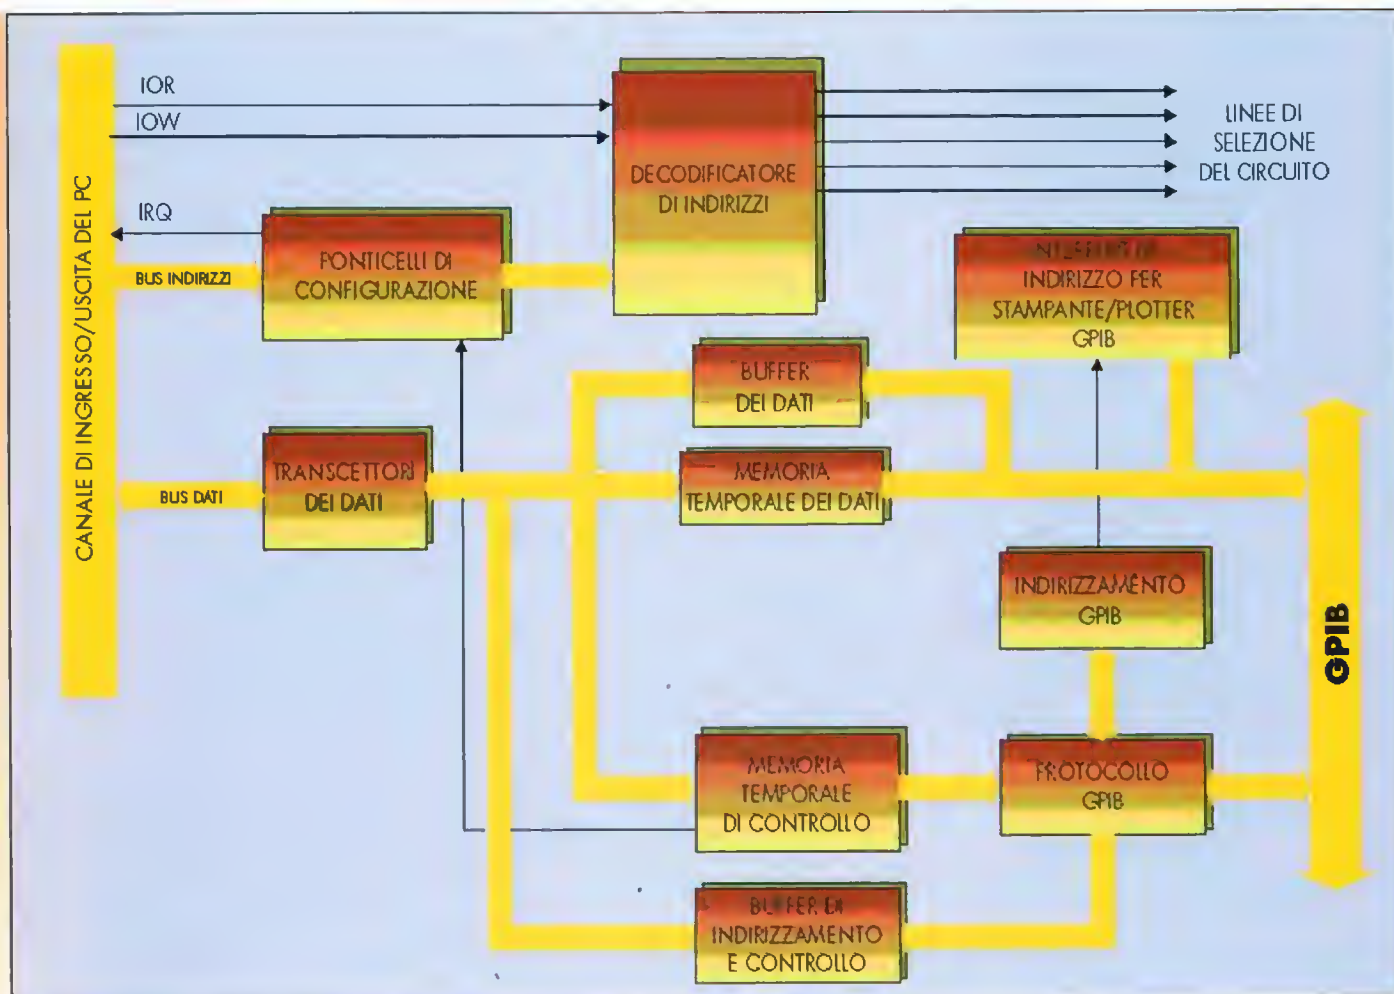 IOR
IOW
IRQ
BUS INDIRIZZI
BUS DATI
CANALE DI INGRESSO/USCITA DEL PC
DECODIFICATORE
DI INDIRIZZI
LINEE DI
SELEZIONE
DEL CIRCUITO
PONTICELLI DI
CONFIGURAZIONE
INDIRIZZO PER
STAMPANTE/PLOTTER
GPIB
BUFFER
DEI DATI
TRANSCETTORI
DEI DATI
MEMORIA
TEMPORALE DEI DATI
INDIRIZZAMENTO
GPIB
GPIB
MEMORIA
TEMPORALE
DI CONTROLLO
PROTOCOLLO
GPIB
BUFFER DI
INDIRIZZAMENTO
E CONTROLLO